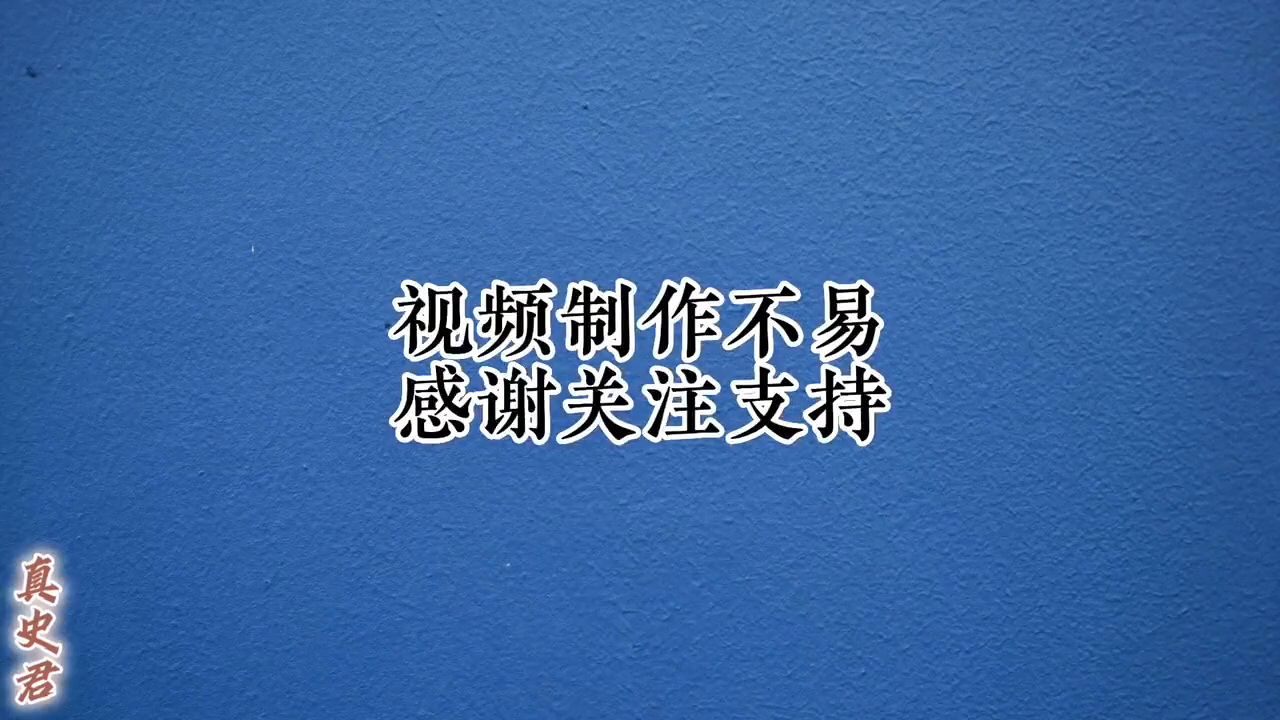 视频制作不易
感谢关注支持
真史君